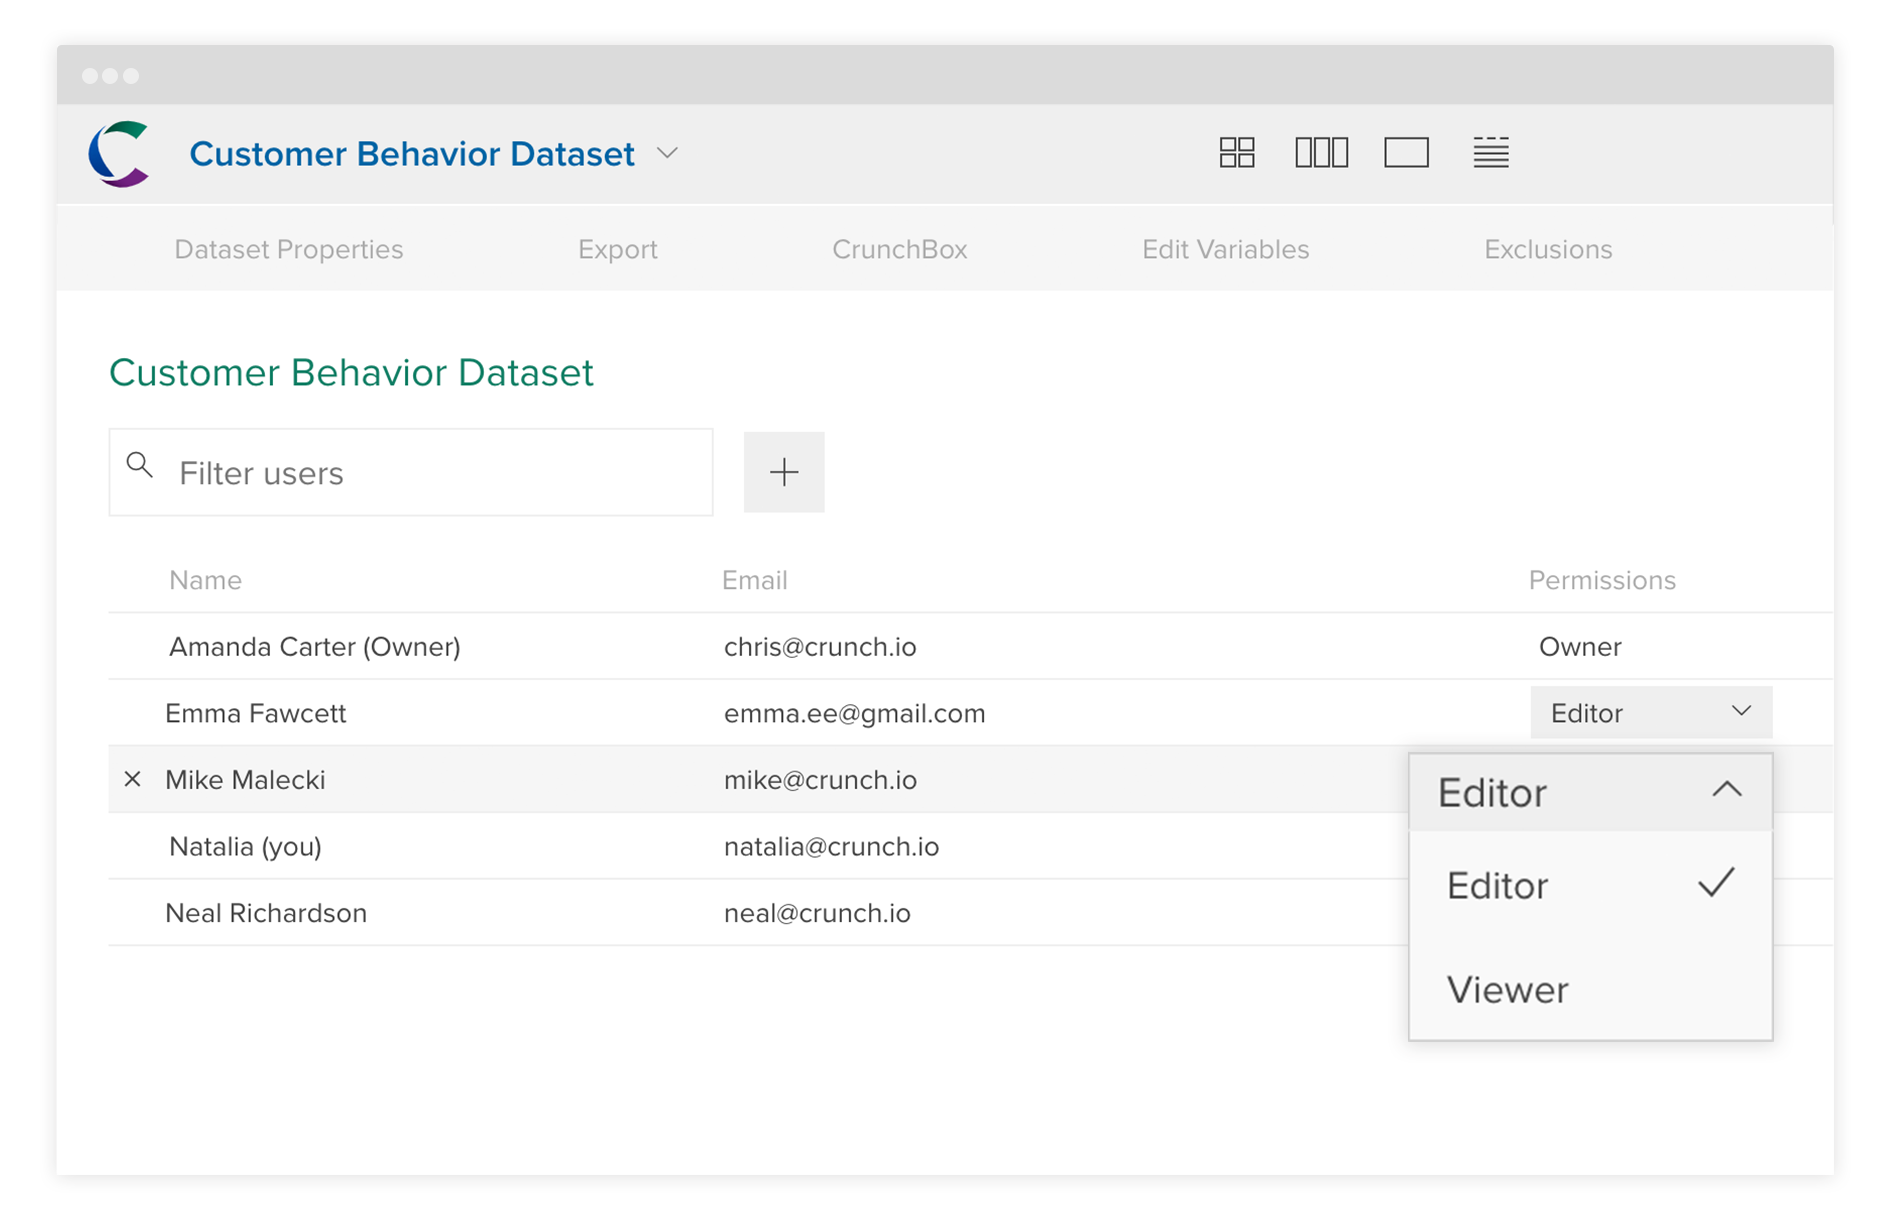 Customer Behavior Dataset
Dataset Properties Export CrunchBox Edit Variables Exclusions
Customer Behavior Dataset
Filter users
Name Email Permissions
Amanda Carter (Owner) chris@crunch.io Owner
Emma Fawcett emma.ee@gmail.com Editor
Mike Malecki mike@crunch.io Editor
Natalia (you) natalia@crunch.io Editor
Neal Richardson neal@crunch.io
Viewer